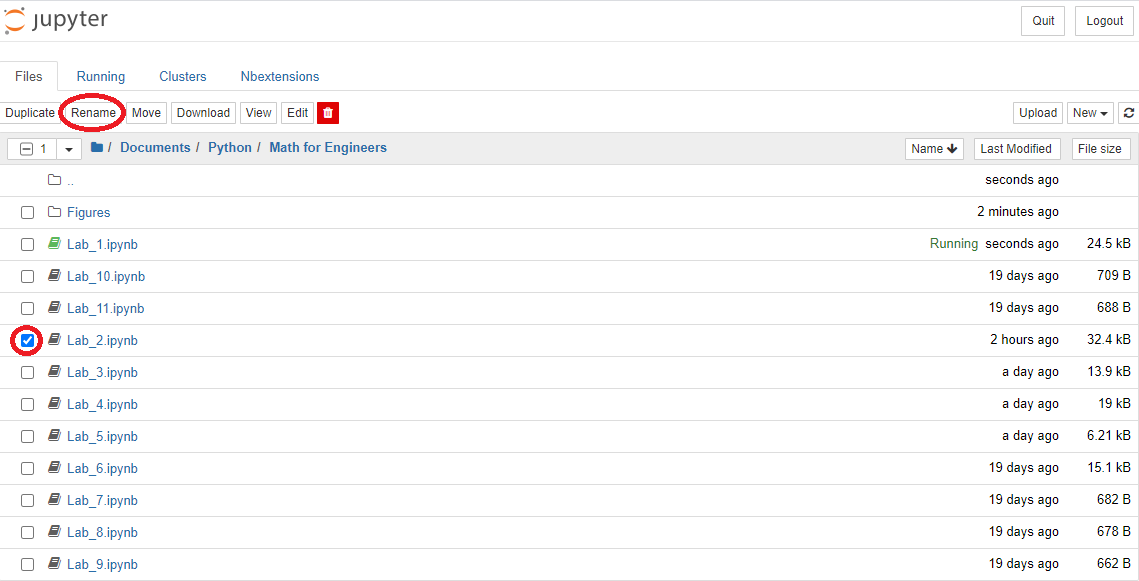 jupyter Quit Logout
Files Running Clusters Nbextensions
Duplicate Rename Move Download View Edit Upload New
1 / Documents / Python / Math for Engineers Name Last Modified File size
.. seconds ago
Figures 2 minutes ago
Lab_1.ipynb Running seconds ago 24.5 kB
Lab_10.ipynb 19 days ago 709 B
Lab_11.ipynb 19 days ago 688 B
Lab_2.ipynb 2 hours ago 32.4 kB
Lab_3.ipynb a day ago 13.9 kB
Lab_4.ipynb a day ago 19 kB
Lab_5.ipynb a day ago 6.21 kB
Lab_6.ipynb 19 days ago 15.1 kB
Lab_7.ipynb 19 days ago 682 B
Lab_8.ipynb 19 days ago 678 B
Lab_9.ipynb 19 days ago 662 B